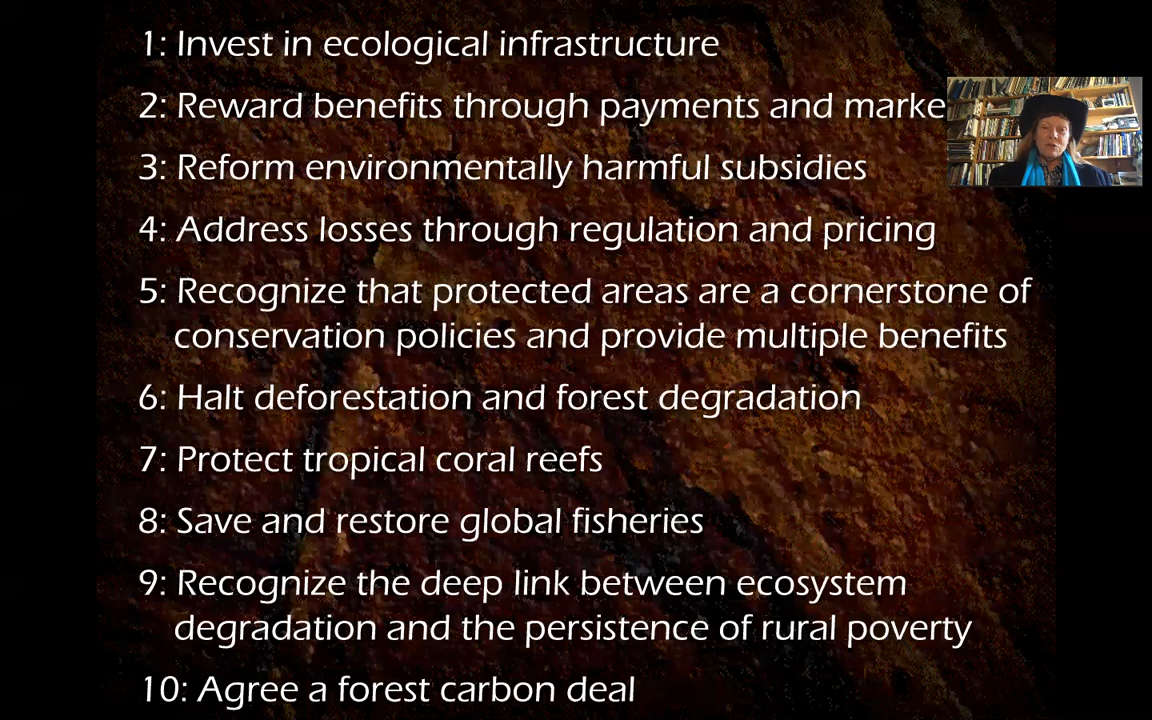 1: Invest in ecological infrastructure
2: Reward benefits through payments and marke
3: Reform environmentally harmful subsidies
4: Address losses through regulation and pricing
5: Recognize that protected areas are a cornerstone of
conservation policies and provide multiple benefits
6: Halt deforestation and forest degradation
7: Protect tropical coral reefs
8: Save and restore global fisheries
9: Recognize the deep link between ecosystem
degradation and the persistence of rural poverty
10: Agree a forest carbon deal